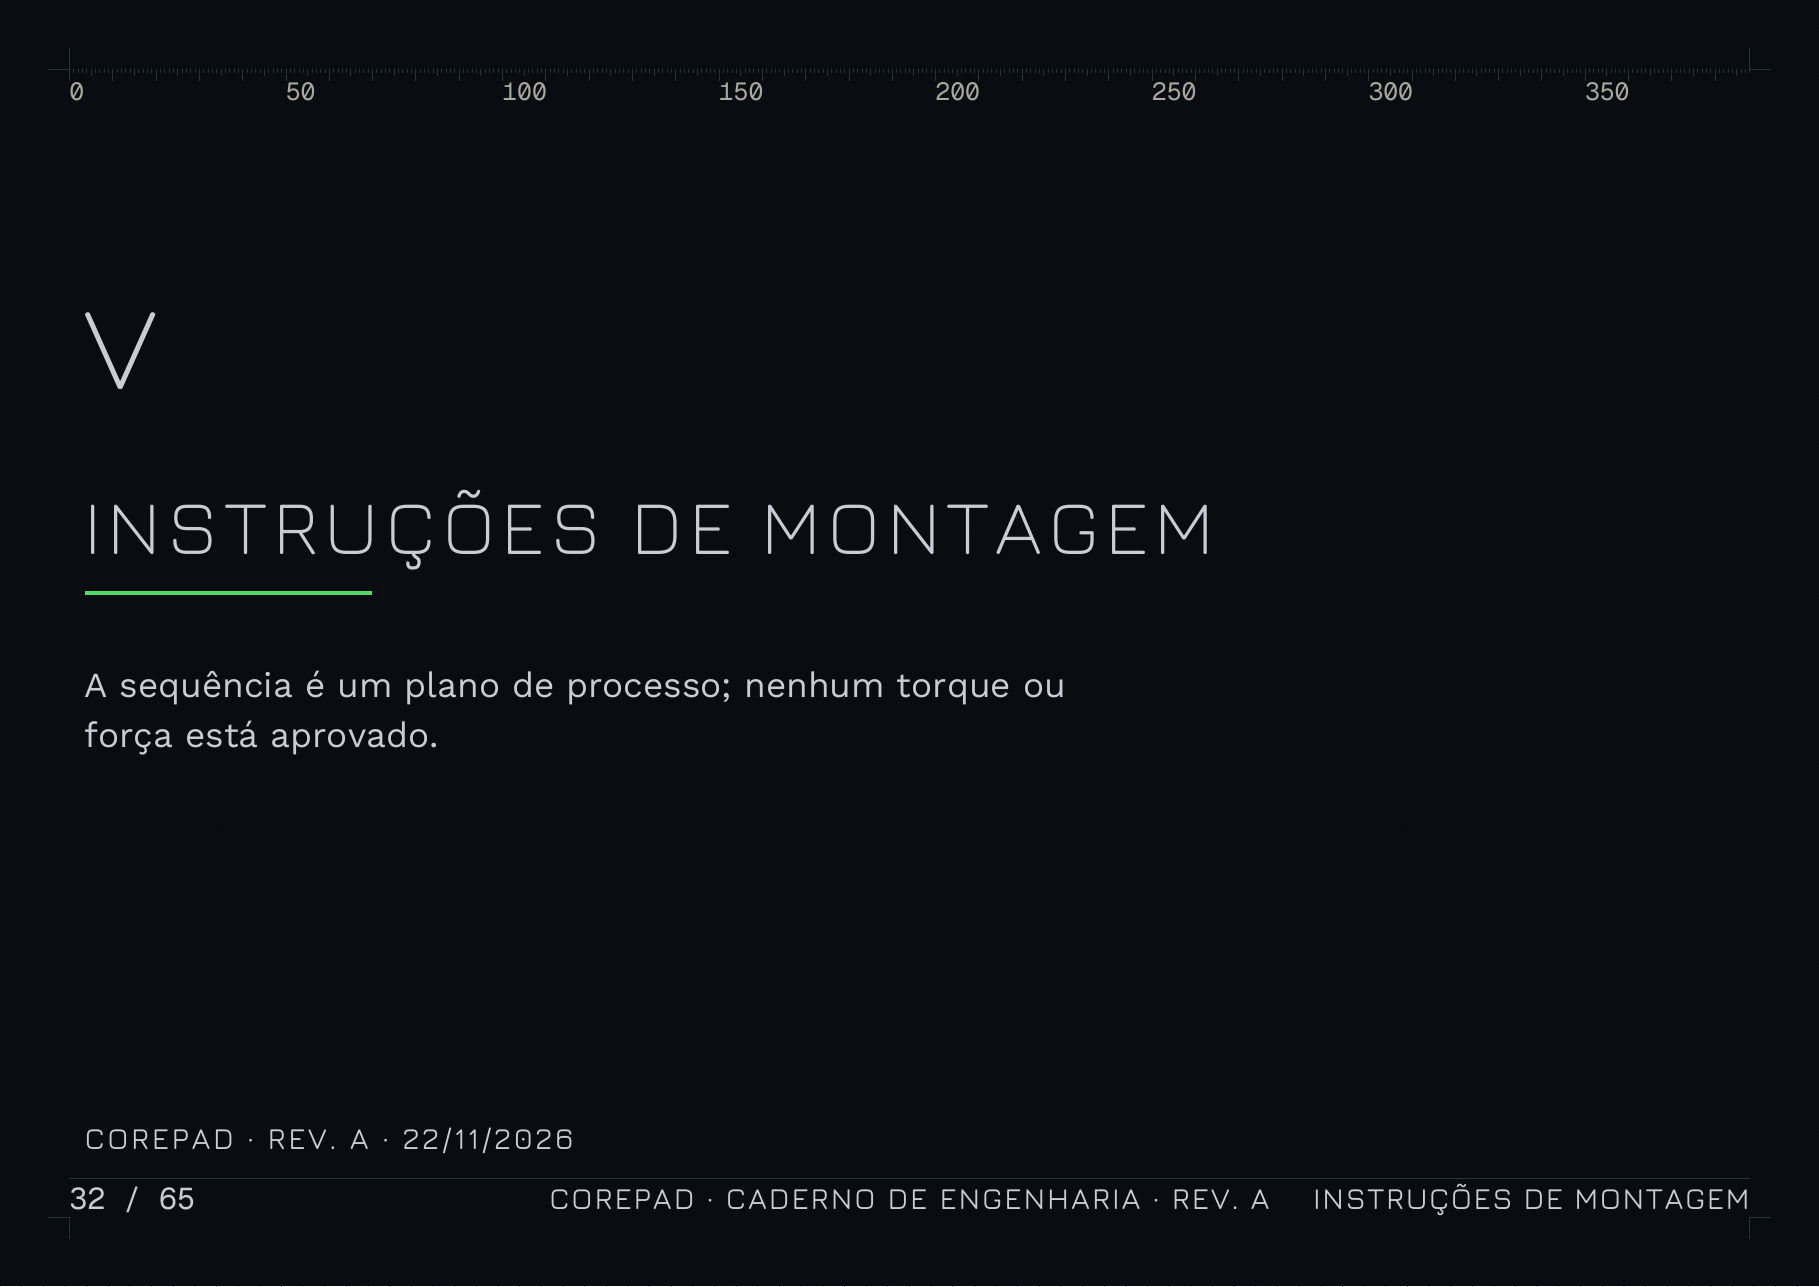 0 50 100 150 200 250 300 350
V
INSTRUÇÕES DE MONTAGEM
A sequência é um plano de processo; nenhum torque ou
força está aprovado.
COREPAD · REV. A · 22/11/2026
32 / 65 COREPAD · CADERNO DE ENGENHARIA · REV. A INSTRUÇÕES DE MONTAGEM